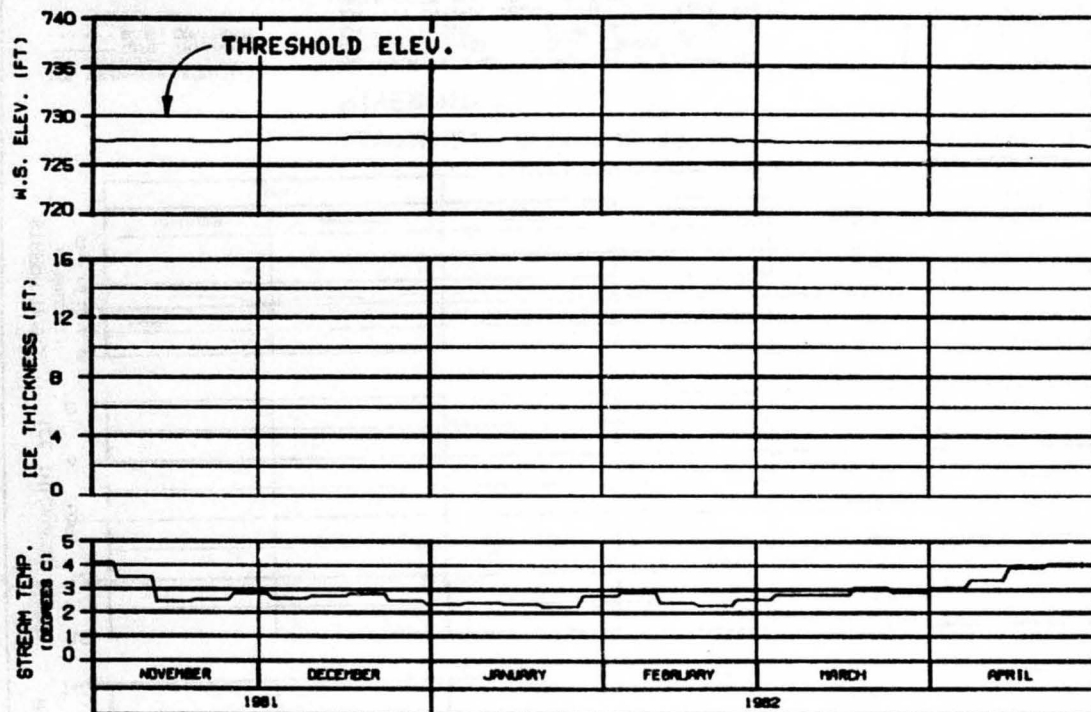 W.S. ELEV. (FT)
740
735
730
725
720
THRESHOLD ELEV.
ICE THICKNESS (FT)
16
12
8
4
0
STREAM TEMP.
(DEGREES C)
5
4
3
2
1
0
NOVEMBER DECEMBER JANUARY FEBRUARY MARCH APRIL
1981 1982